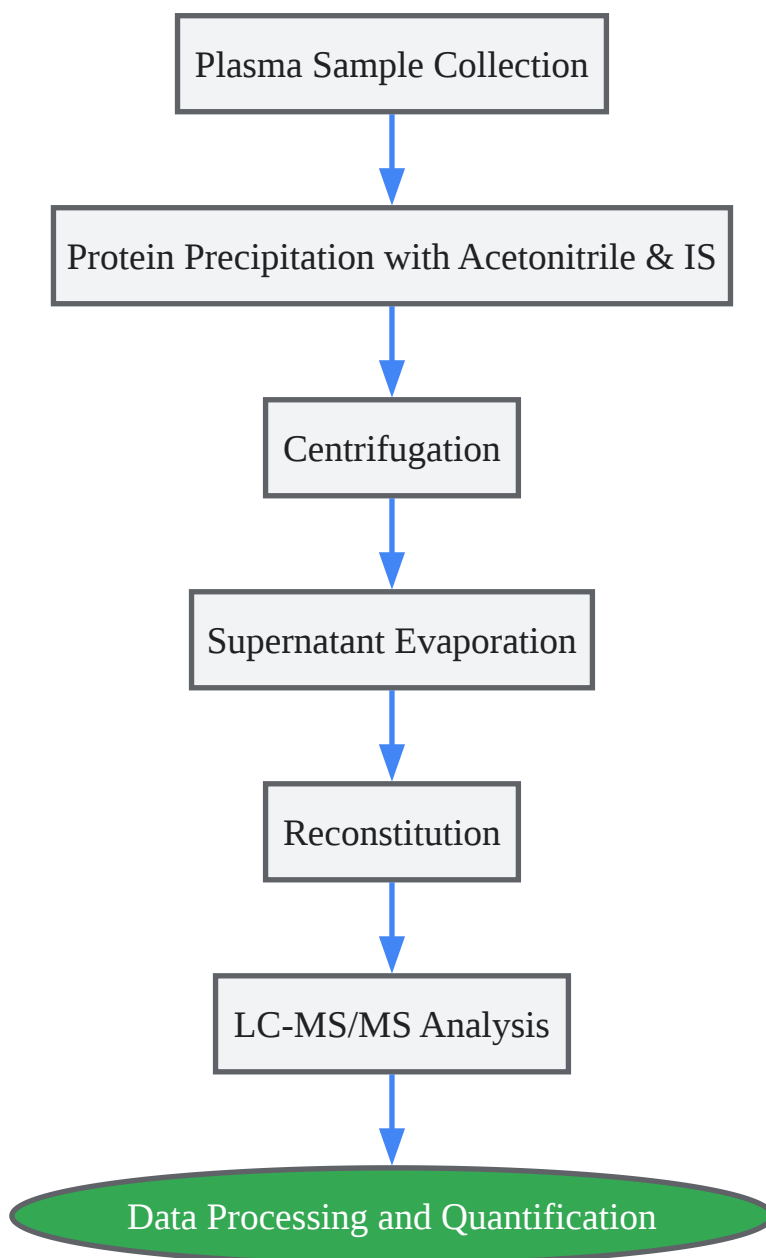 Plasma Sample Collection
Protein Precipitation with Acetonitrile & IS
Centrifugation
Supernatant Evaporation
Reconstitution
LC-MS/MS Analysis
Data Processing and Quantification